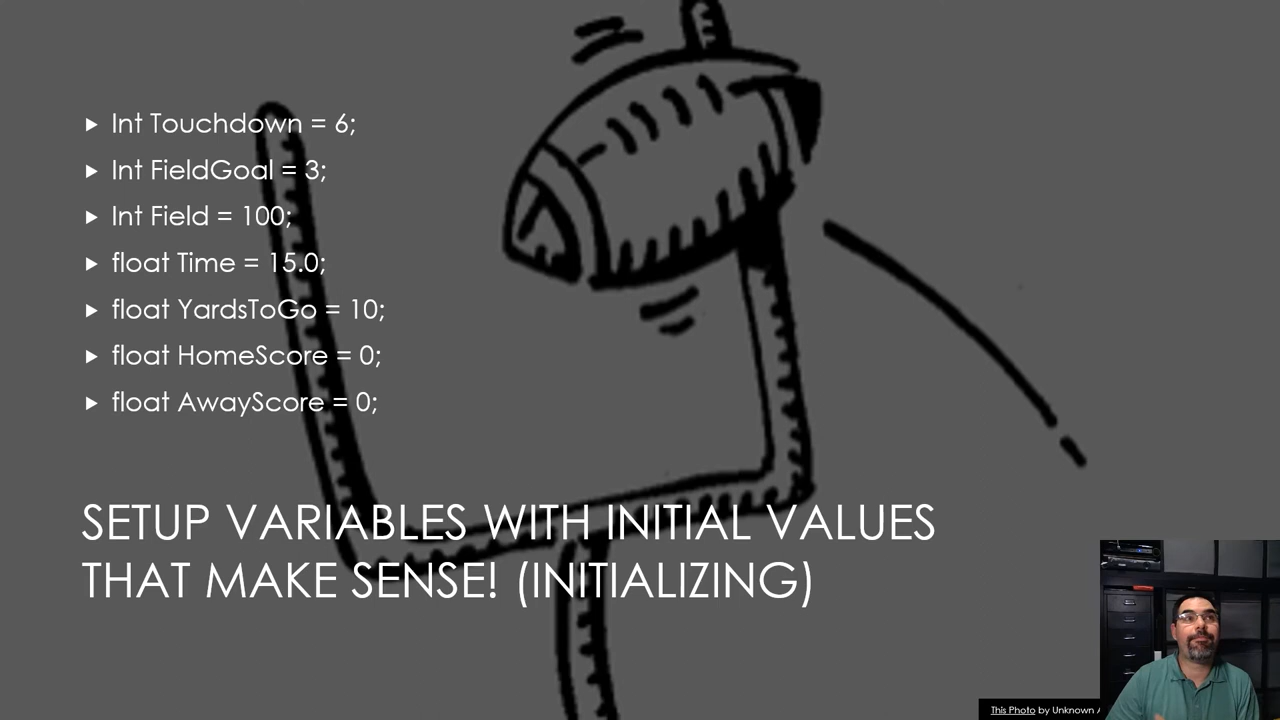 Int Touchdown = 6;
Int FieldGoal = 3;
Int Field = 100;
float Time = 15.0;
float YardsToGo = 10;
float HomeScore = 0;
float AwayScore = 0;
SETUP VARIABLES WITH INITIAL VALUES
THAT MAKE SENSE! (INITIALIZING)
This Photo by Unknown